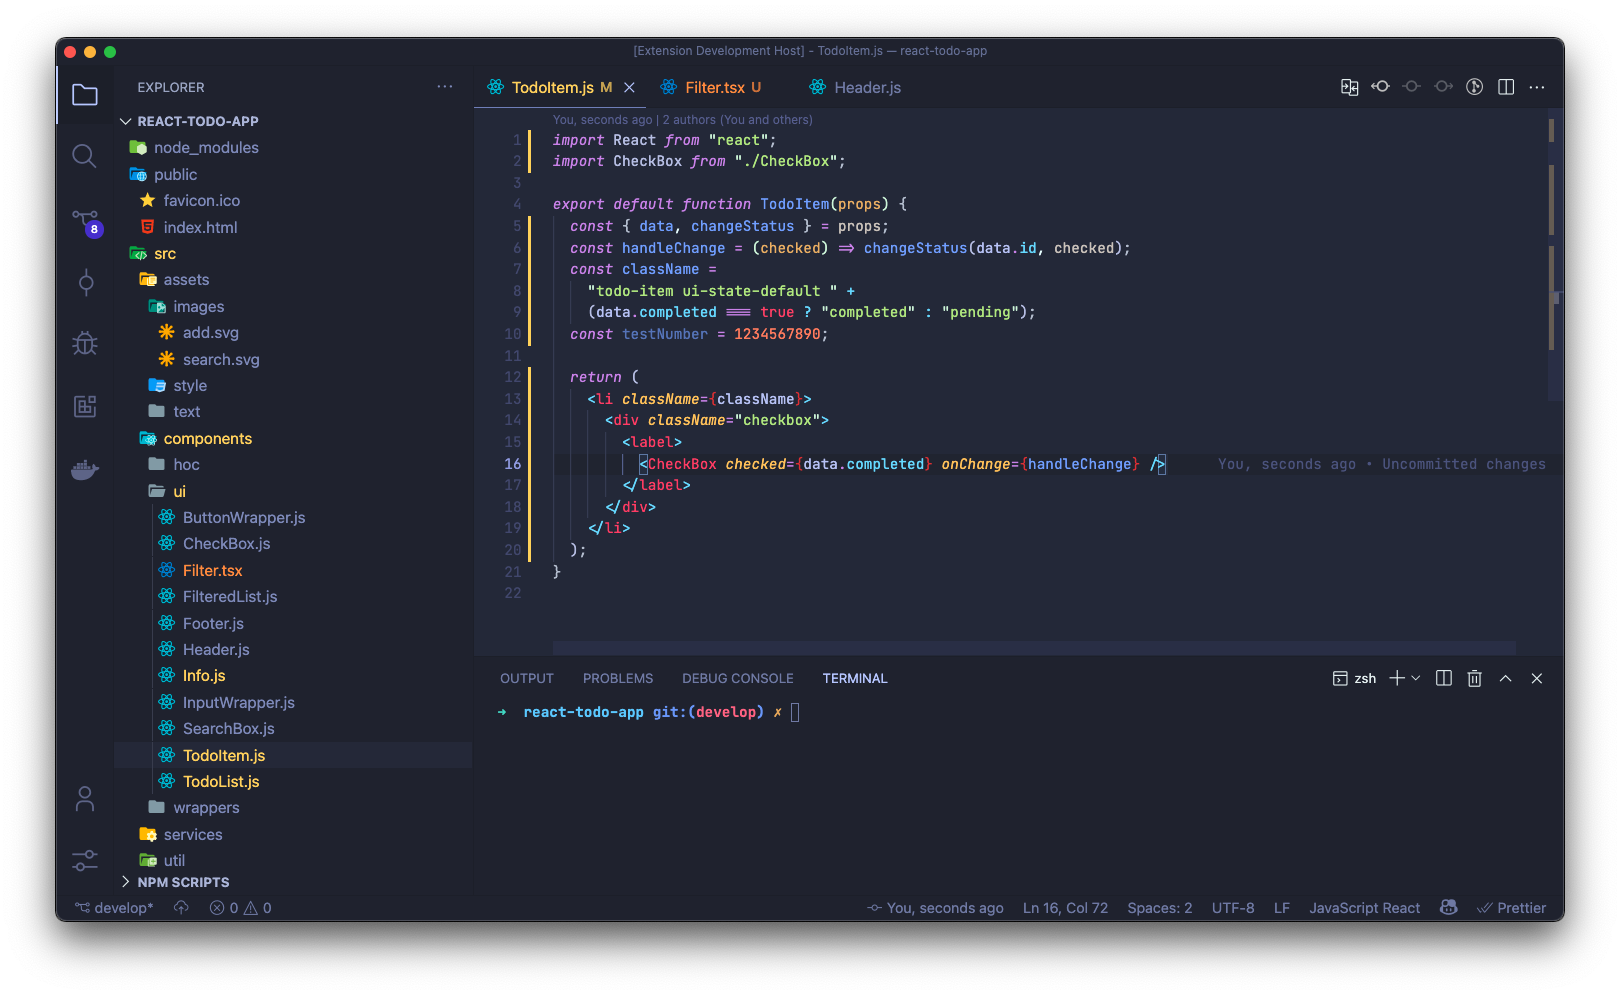 [Extension Development Host] - TodoItem.js — react-todo-app
EXPLORER
REACT-TODO-APP
node_modules
public
favicon.ico
index.html
src
assets
images
add.svg
search.svg
style
text
components
hoc
ui
ButtonWrapper.js
CheckBox.js
Filter.tsx
FilteredList.js
Footer.js
Header.js
Info.js
InputWrapper.js
SearchBox.js
TodoItem.js
TodoList.js
wrappers
services
util
NPM SCRIPTS
8
TodoItem.js M
Filter.tsx U
Header.js
You, seconds ago | 2 authors (You and others)
1 import React from "react";
2 import CheckBox from "./CheckBox";
3
4 export default function TodoItem(props) {
5 const { data, changeStatus } = props;
6 const handleChange = (checked) => changeStatus(data.id, checked);
7 const className =
8 "todo-item ui-state-default " +
9 (data.completed === true ? "completed" : "pending");
10 const testNumber = 1234567890;
11
12 return (
13 <li className={className}>
14 <div className="checkbox">
15 <label>
16 <CheckBox checked={data.completed} onChange={handleChange} /> You, seconds ago • Uncommitted changes
17 </label>
18 </div>
19 </li>
20 );
21 }
22
OUTPUT PROBLEMS DEBUG CONSOLE TERMINAL
zsh
➜ react-todo-app git:(develop) ✗
develop*
0
0
You, seconds ago
Ln 16, Col 72
Spaces: 2
UTF-8
LF
JavaScript React
Prettier